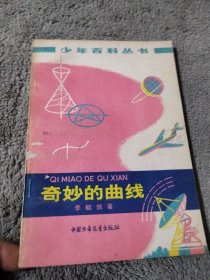 少年百科丛书
QI MIAO DE QU XIAN
奇妙的曲线
李毓佩 著
中国少年儿童出版社